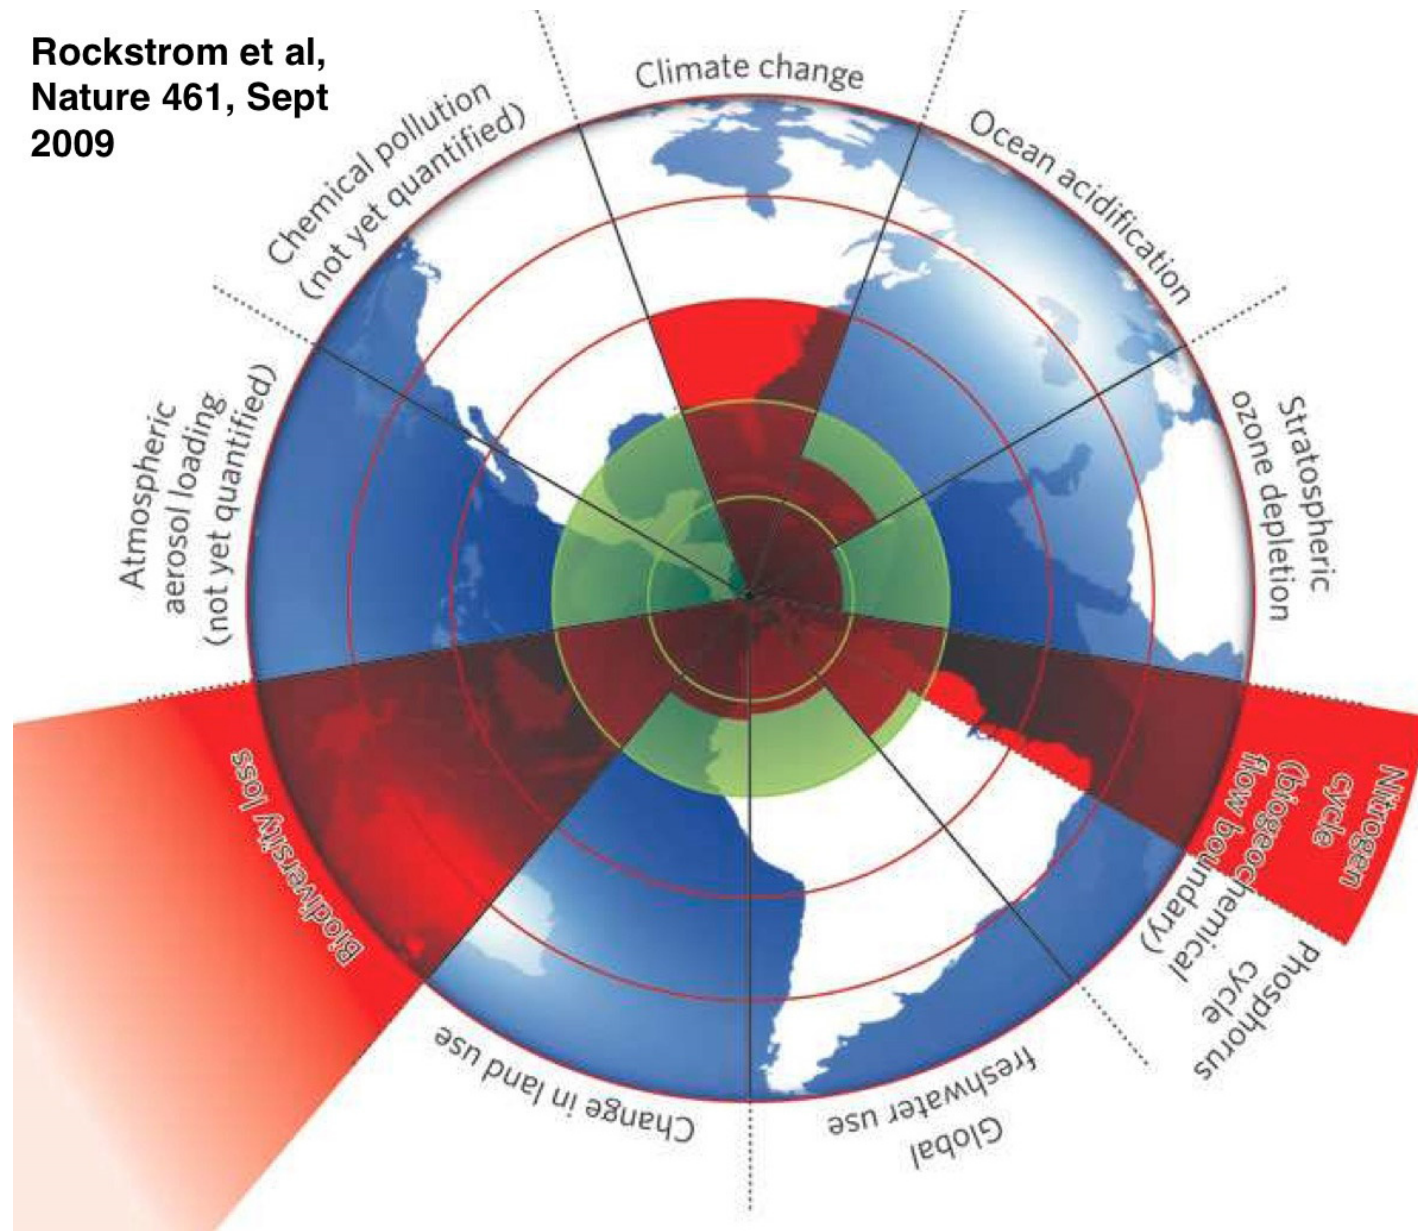 Rockstrom et al,
Nature 461, Sept
2009
Climate change
Ocean acidification
Stratospheric
ozone depletion
Nitrogen
cycle
(biogeochemical
flow boundary)
Phosphorus
cycle
Global
freshwater use
Change in land use
Biodiversity loss
Atmospheric
aerosol loading
(not yet quantified)
Chemical pollution
(not yet quantified)